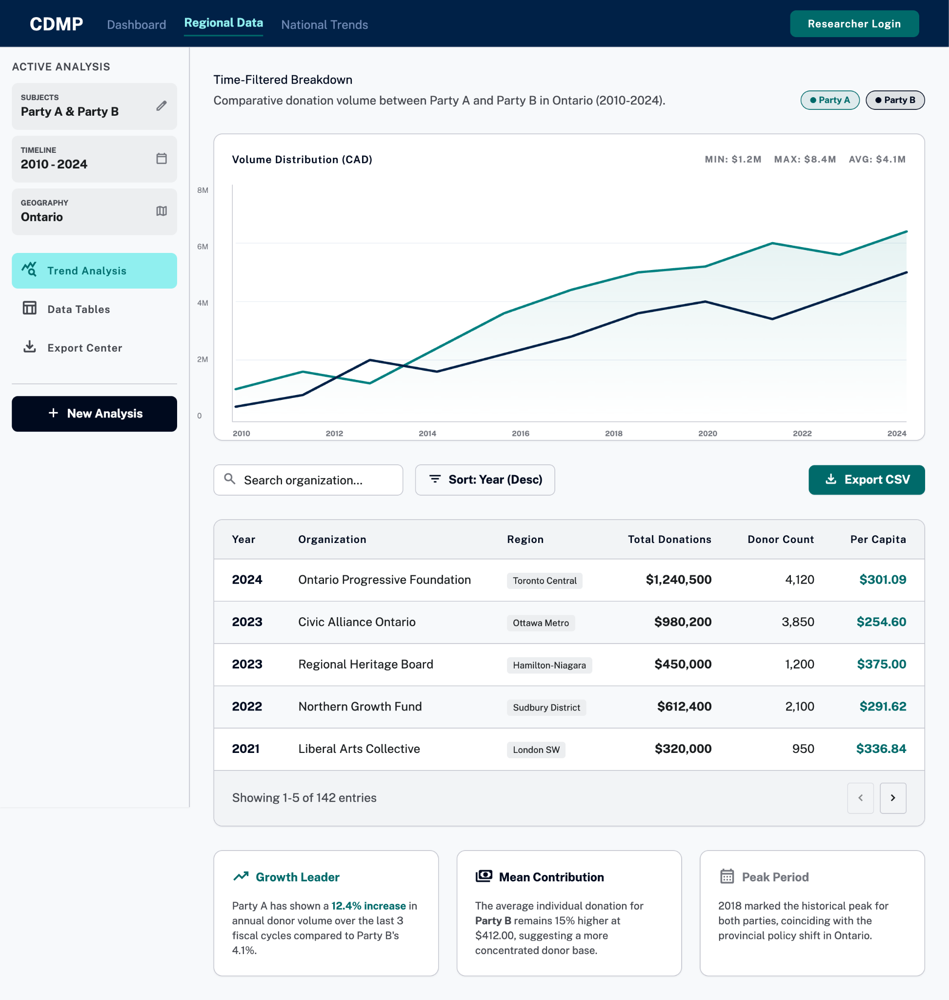 CDMP
Dashboard
Regional Data
National Trends
Researcher Login
ACTIVE ANALYSIS
SUBJECTS
Party A & Party B
TIMELINE
2010 - 2024
GEOGRAPHY
Ontario
Trend Analysis
Data Tables
Export Center
+ New Analysis
Time-Filtered Breakdown
Comparative donation volume between Party A and Party B in Ontario (2010-2024).
Party A
Party B
Volume Distribution (CAD)
MIN: $1.2M MAX: $8.4M AVG: $4.1M
8M
6M
4M
2M
0
2010 2012 2014 2016 2018 2020 2022 2024
Search organization...
Sort: Year (Desc)
Export CSV
Year Organization Region Total Donations Donor Count Per Capita
2024 Ontario Progressive Foundation Toronto Central $1,240,500 4,120 $301.09
2023 Civic Alliance Ontario Ottawa Metro $980,200 3,850 $254.60
2023 Regional Heritage Board Hamilton-Niagara $450,000 1,200 $375.00
2022 Northern Growth Fund Sudbury District $612,400 2,100 $291.62
2021 Liberal Arts Collective London SW $320,000 950 $336.84
Showing 1-5 of 142 entries
Growth Leader
Party A has shown a 12.4% increase in
annual donor volume over the last 3
fiscal cycles compared to Party B's
4.1%.
Mean Contribution
The average individual donation for
Party B remains 15% higher at
$412.00, suggesting a more
concentrated donor base.
Peak Period
2018 marked the historical peak for
both parties, coinciding with the
provincial policy shift in Ontario.